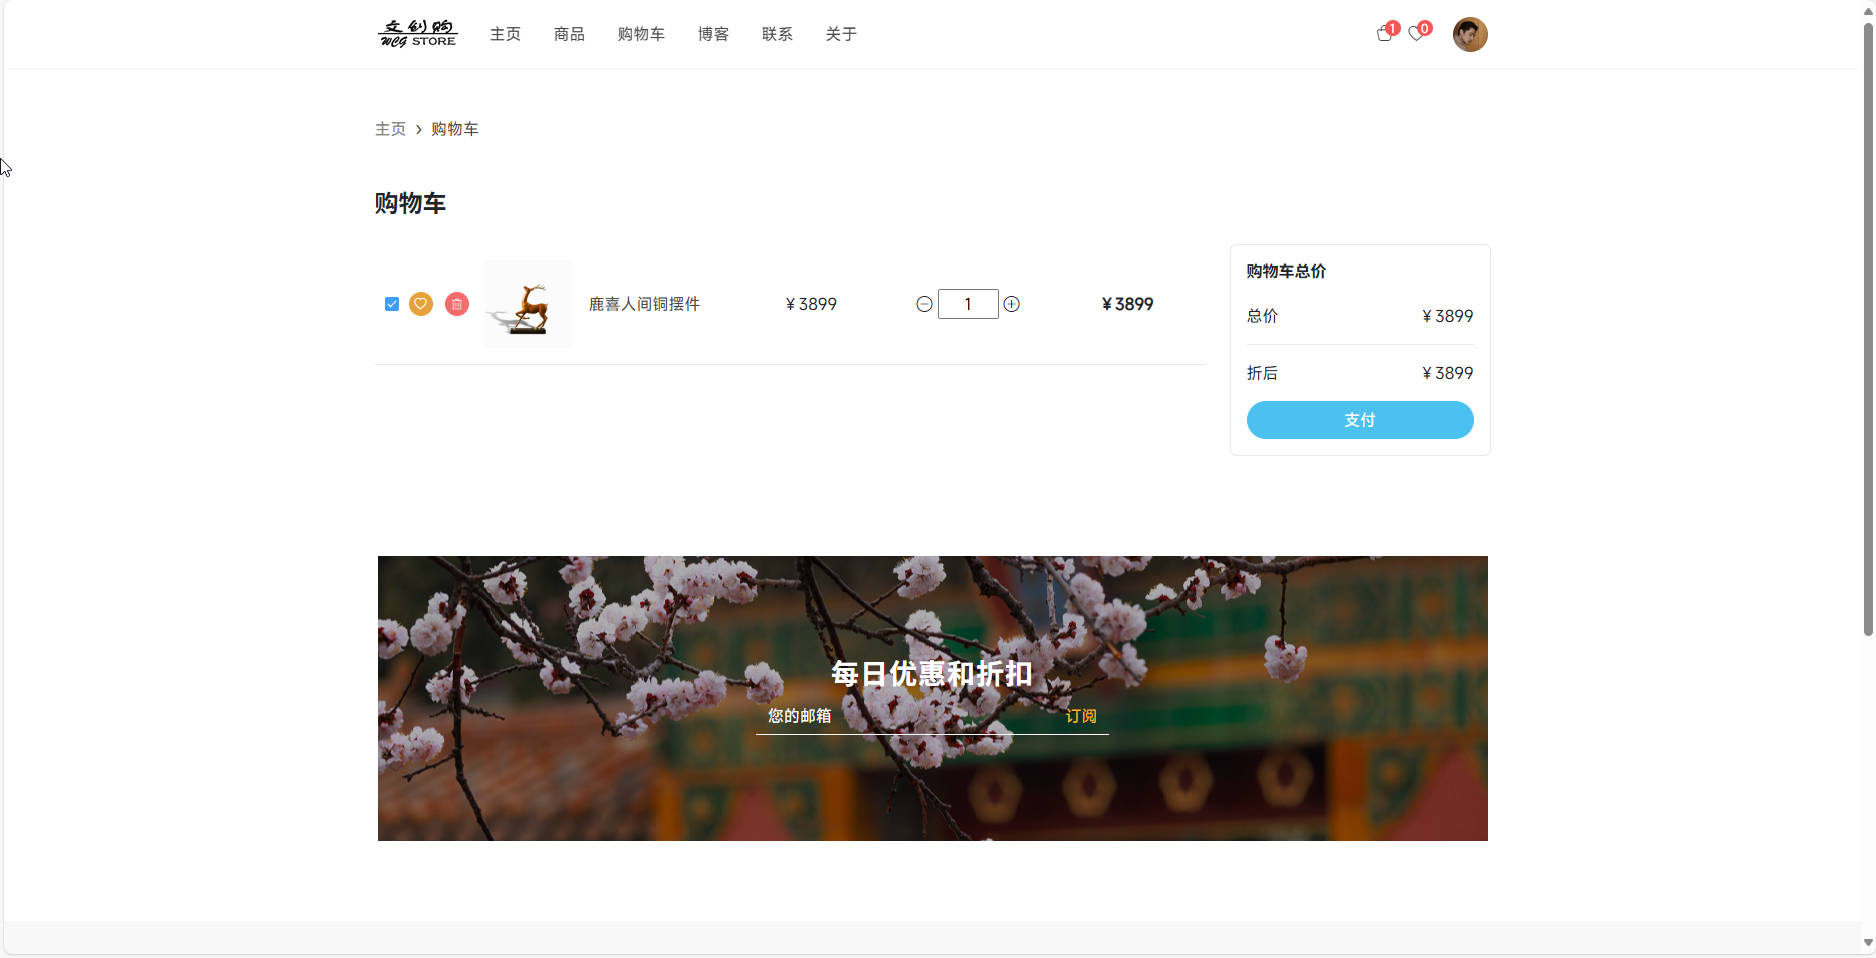 文创购
WCG STORE
主页 商品 购物车 博客 联系 关于
1 0
主页 > 购物车
购物车
鹿喜人间铜摆件 ¥ 3899 1 ¥ 3899
购物车总价
总价 ¥ 3899
折后 ¥ 3899
支付
每日优惠和折扣
您的邮箱 订阅